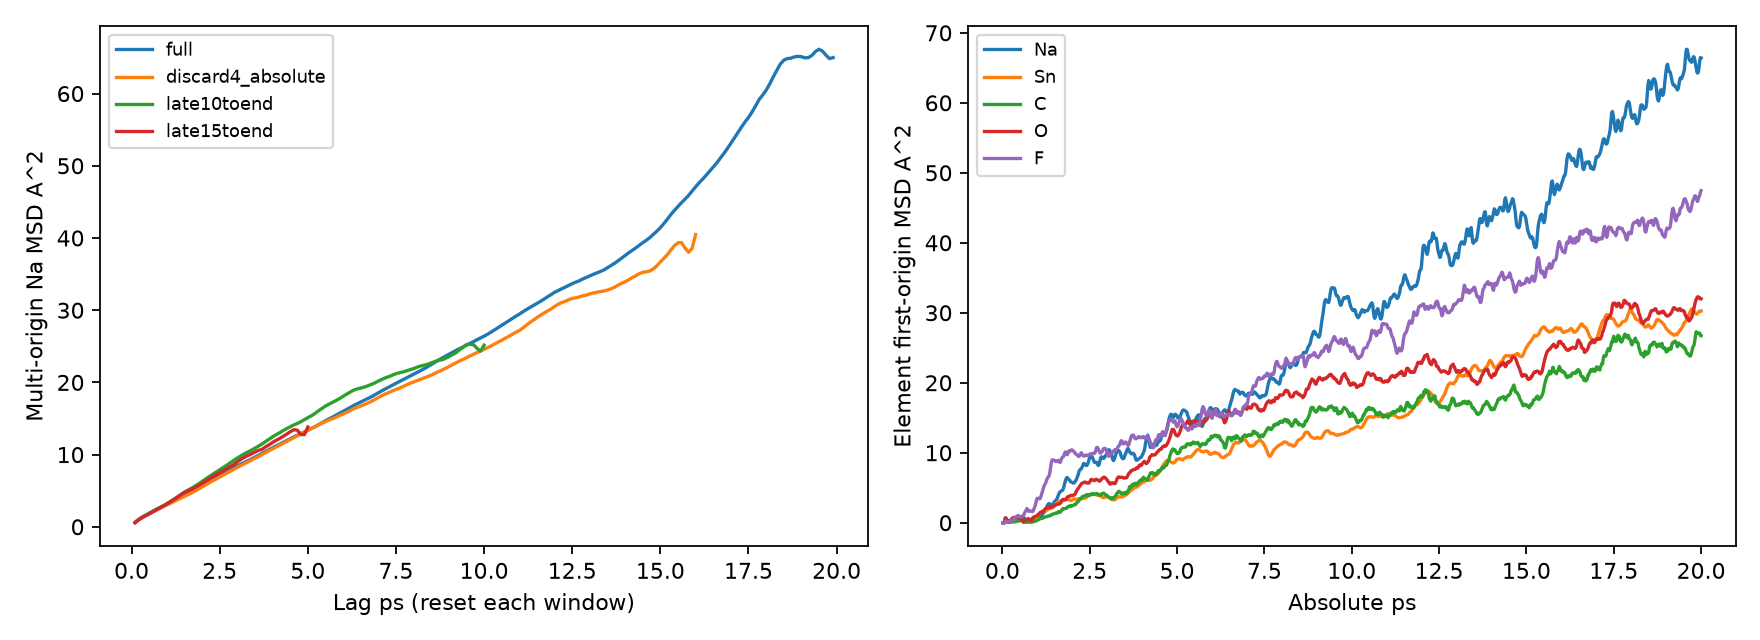 full
discard4_absolute
late10toend
late15toend
Multi-origin Na MSD A^2
0
10
20
30
40
50
60
0.0 2.5 5.0 7.5 10.0 12.5 15.0 17.5 20.0
Lag ps (reset each window)
Na
Sn
C
O
F
Element first-origin MSD A^2
0
10
20
30
40
50
60
70
0.0 2.5 5.0 7.5 10.0 12.5 15.0 17.5 20.0
Absolute ps